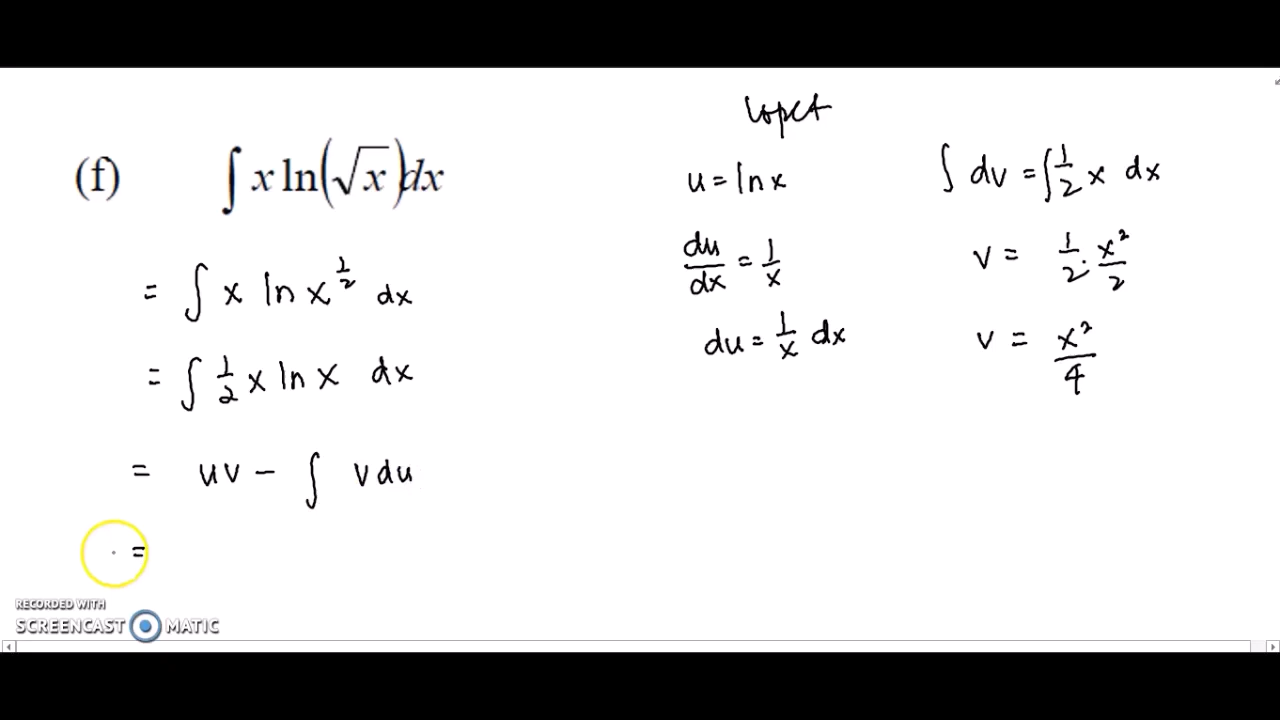 (f) ∫ x ln(√x) dx
= ∫ x ln x^{1/2} dx
= ∫ 1/2 x ln x dx
= uv − ∫ v du
=
u = ln x
du/dx = 1/x
du = 1/x dx
∫ dv = ∫ 1/2 x dx
v = 1/2 · x²/2
v = x²/4
RECORDED WITH
SCREENCAST MATIC